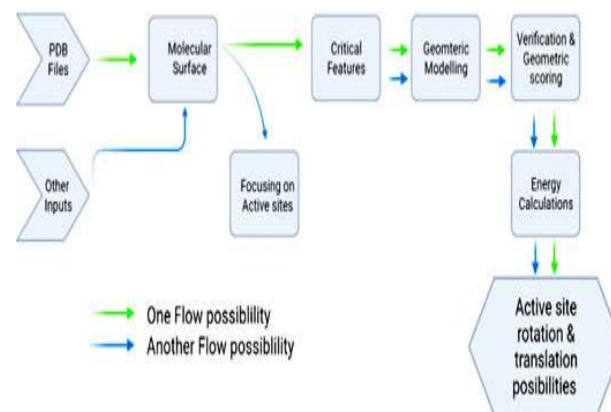 PDB
Files
Molecular
Surface
Critical
Features
Geomteric
Modelling
Verification &
Geometric
scoring
Other
Inputs
Focusing on
Active sites
Energy
Calculations
One Flow possiblility
Another Flow possiblility
Active site
rotation &
translation
posibilities